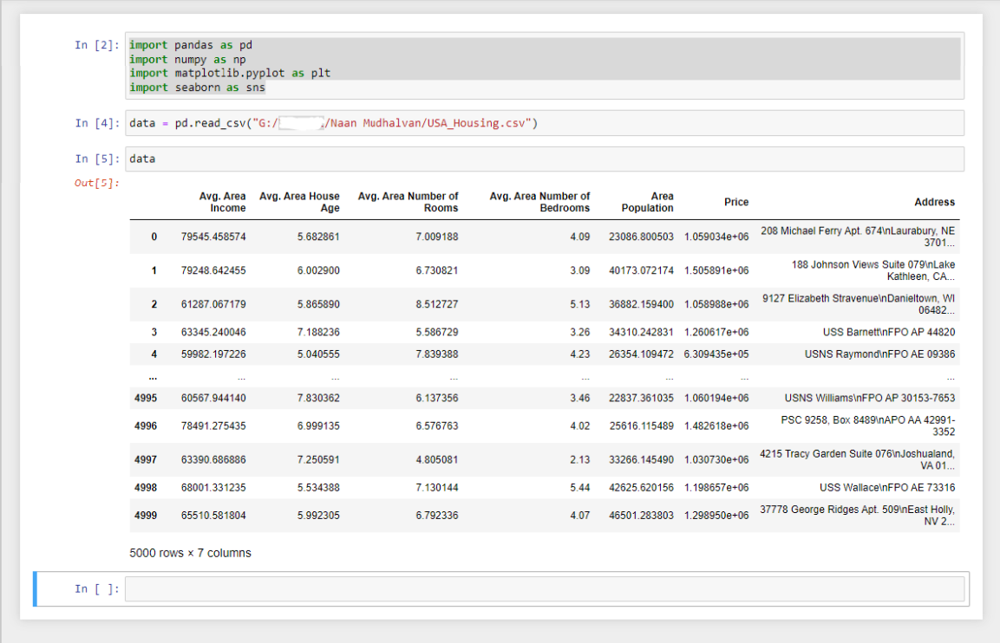 In [2]: import pandas as pd
import numpy as np
import matplotlib.pyplot as plt
import seaborn as sns
In [4]: data = pd.read_csv("G:/ /Naan Mudhalvan/USA_Housing.csv")
In [5]: data
Out[5]:
Avg. Area Avg. Area House Avg. Area Number of Avg. Area Number of Area Price Address
Income Age Rooms Bedrooms Population
0 79545.458574 5.682861 7.009188 4.09 23086.800503 1.059034e+06 208 Michael Ferry Apt. 674\nLaurabury, NE
3701...
1 79248.642455 6.002900 6.730821 3.09 40173.072174 1.505891e+06 188 Johnson Views Suite 079\nLake
Kathleen, CA...
2 61287.067179 5.865890 8.512727 5.13 36882.159400 1.058988e+06 9127 Elizabeth Stravenue\nDanieltown, WI
06482...
3 63345.240046 7.188236 5.586729 3.26 34310.242831 1.260617e+06 USS Barnett\nFPO AP 44820
4 59982.197226 5.040555 7.839388 4.23 26354.109472 6.309435e+05 USNS Raymond\nFPO AE 09386
... ... ... ... ... ... ... ...
4995 60567.944140 7.830362 6.137356 3.46 22837.361035 1.060194e+06 USNS Williams\nFPO AP 30153-7653
4996 78491.275435 6.999135 6.576763 4.02 25616.115489 1.482618e+06 PSC 9258, Box 8489\nAPO AA 42991-
3352
4997 63390.686886 7.250591 4.805081 2.13 33266.145490 1.030730e+06 4215 Tracy Garden Suite 076\nJoshualand,
VA 01...
4998 68001.331235 5.534388 7.130144 5.44 42625.620156 1.198657e+06 USS Wallace\nFPO AE 73316
4999 65510.581804 5.992305 6.792336 4.07 46501.283803 1.298950e+06 37778 George Ridges Apt. 509\nEast Holly,
NV 2...
5000 rows × 7 columns
In [ ]: